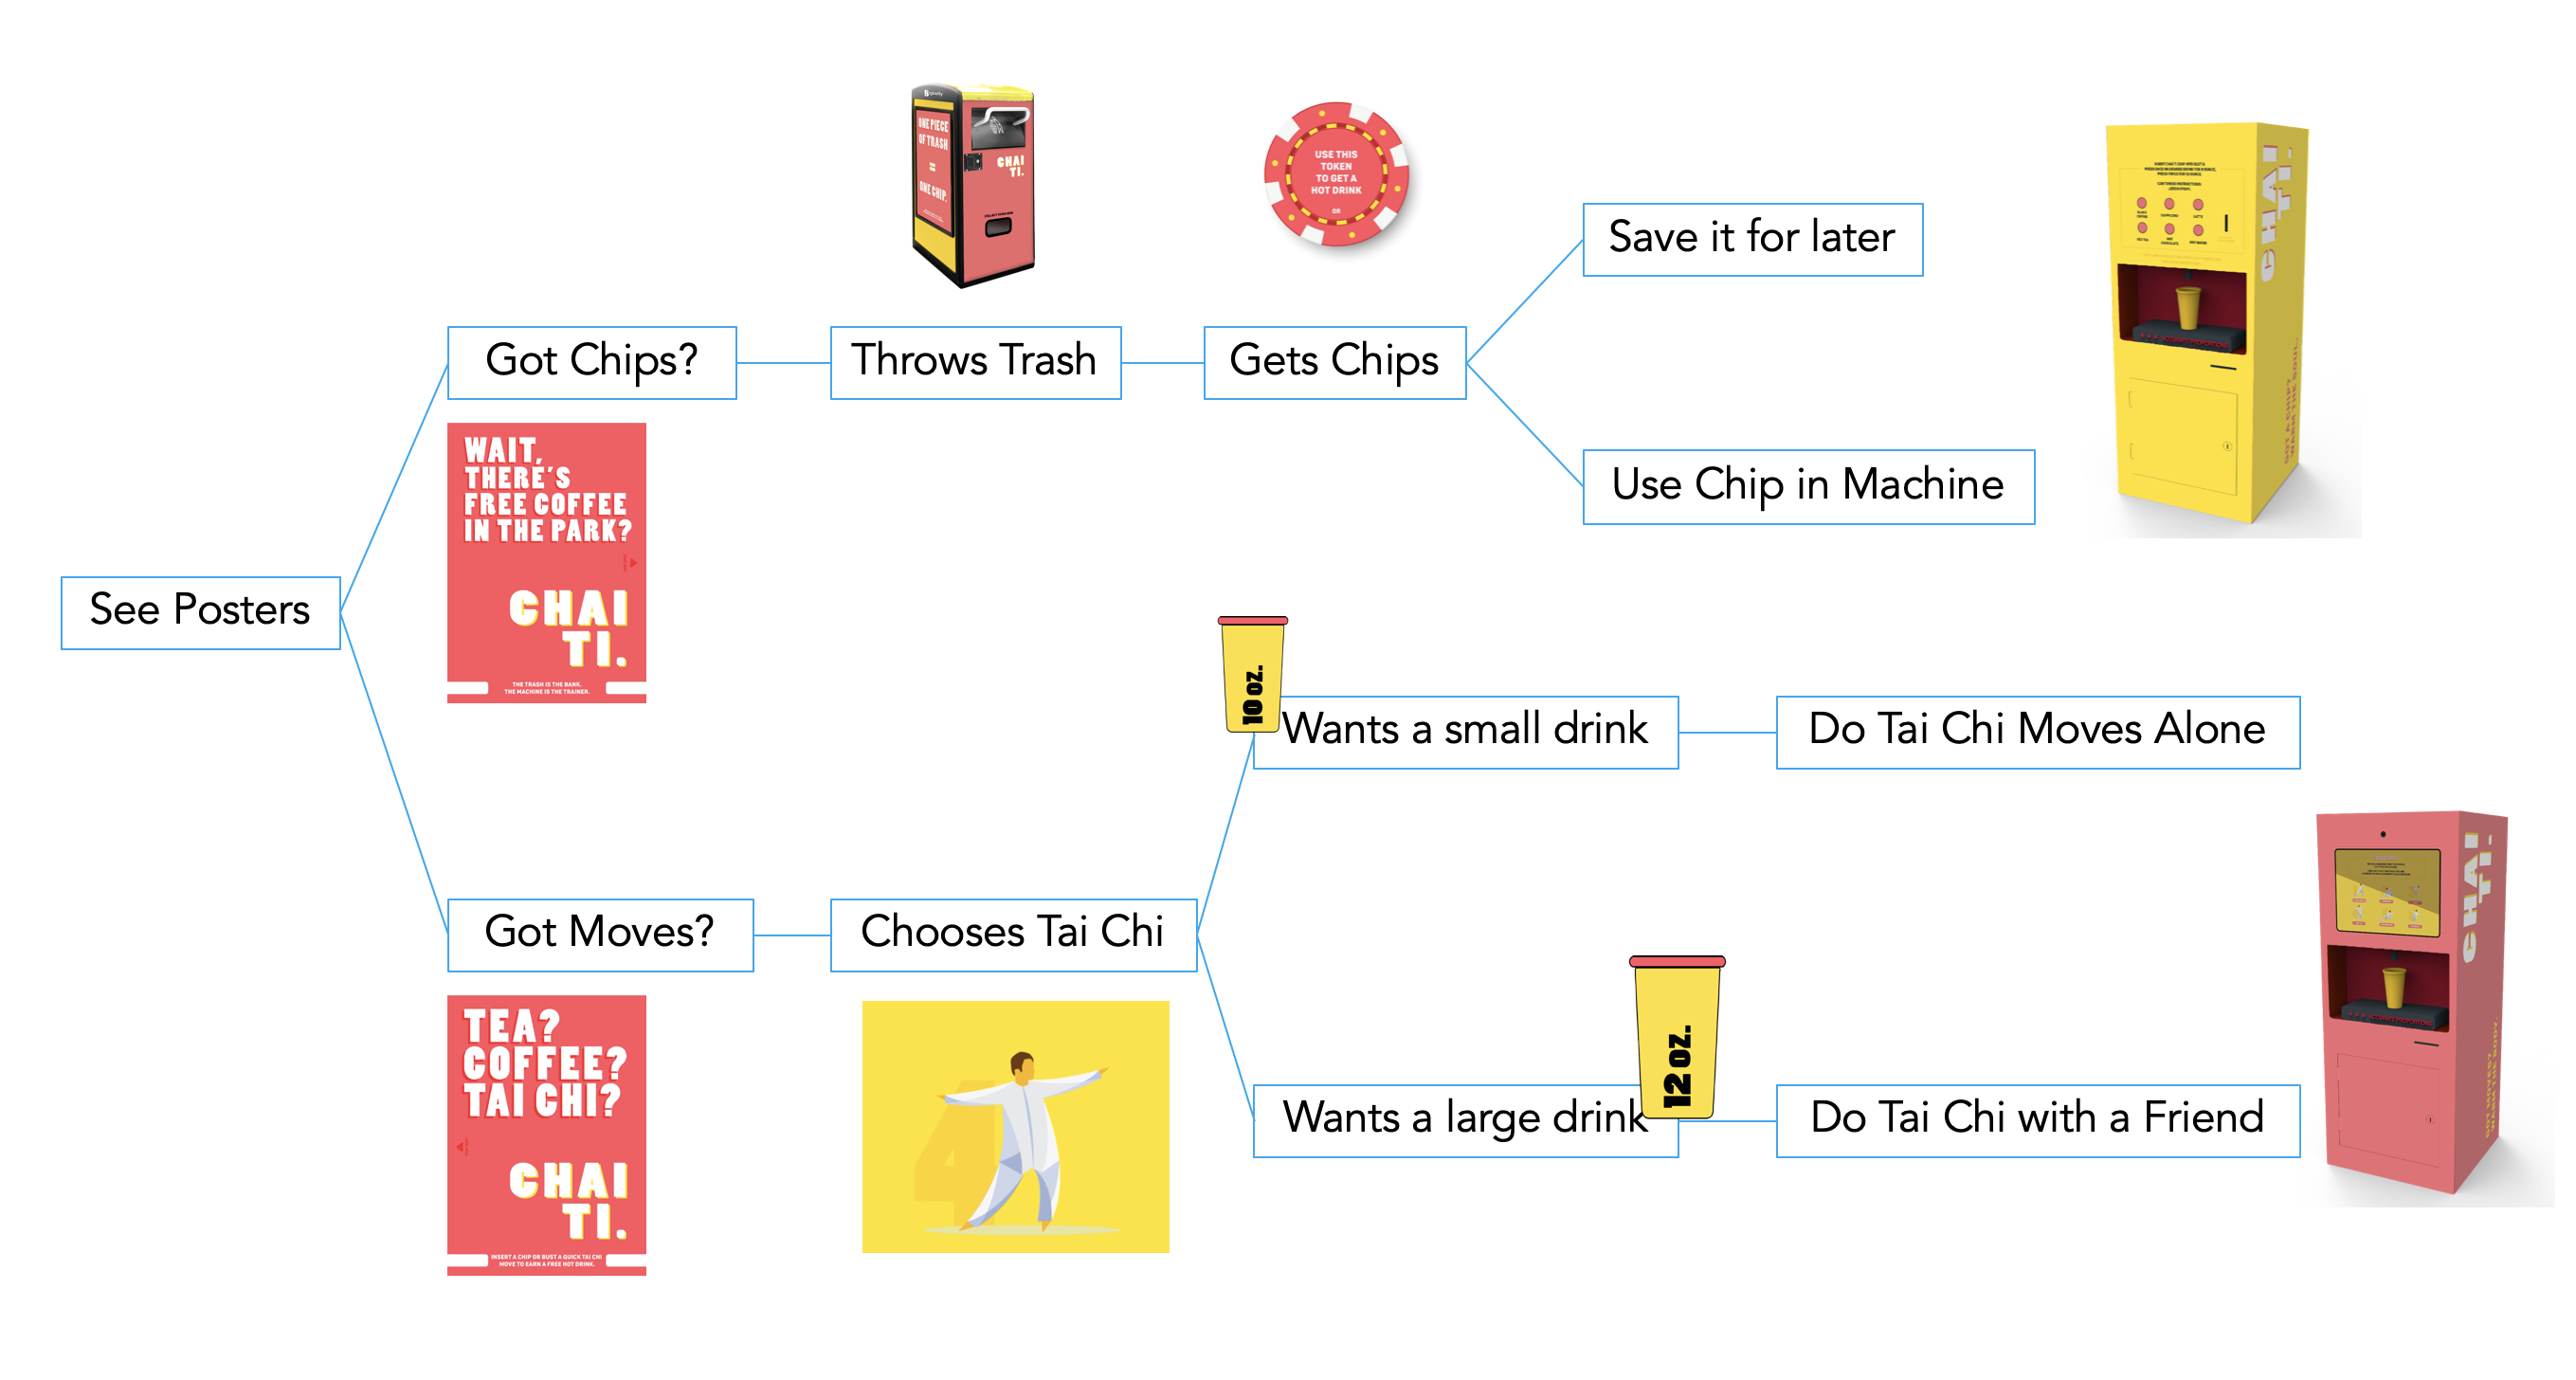 See Posters
Got Chips?
Throws Trash
Gets Chips
Save it for later
Use Chip in Machine
ONE PIECE
OF TRASH
=
ONE CHIP.
CHAI
TI.
USE THIS
TOKEN
TO GET A
HOT DRINK
OR
CHAI
TI.
WAIT,
THERE'S
FREE COFFEE
IN THE PARK?
CHAI
TI.
THE TRASH IS THE BANK.
THE MACHINE IS THE TRAINER.
Got Moves?
Chooses Tai Chi
10 OZ.
Wants a small drink
Do Tai Chi Moves Alone
12 OZ.
Wants a large drink
Do Tai Chi with a Friend
TEA?
COFFEE?
TAI CHI?
CHAI
TI.
INSERT A CHIP OR BUST A QUICK TAI CHI
MOVE TO EARN A FREE HOT DRINK.
4
CHAI
TI.